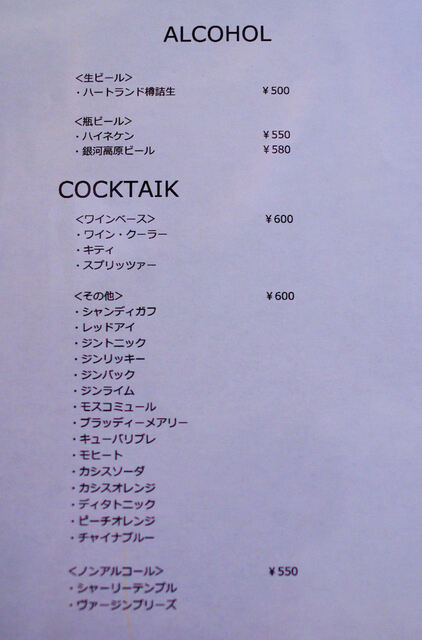 ALCOHOL
＜生ビール＞
・ハートランド樽詰生 ￥500
＜瓶ビール＞
・ハイネケン ￥550
・銀河高原ビール ￥580
COCKTAIK
＜ワインベース＞ ￥600
・ワイン・クーラー
・キティ
・スプリッツァー
＜その他＞ ￥600
・シャンディガフ
・レッドアイ
・ジントニック
・ジンリッキー
・ジンバック
・ジンライム
・モスコミュール
・ブラッディーメアリー
・キューバリブレ
・モヒート
・カシスソーダ
・カシスオレンジ
・ディタトニック
・ピーチオレンジ
・チャイナブルー
＜ノンアルコール＞ ￥550
・シャーリーテンプル
・ヴァージンブリーズ